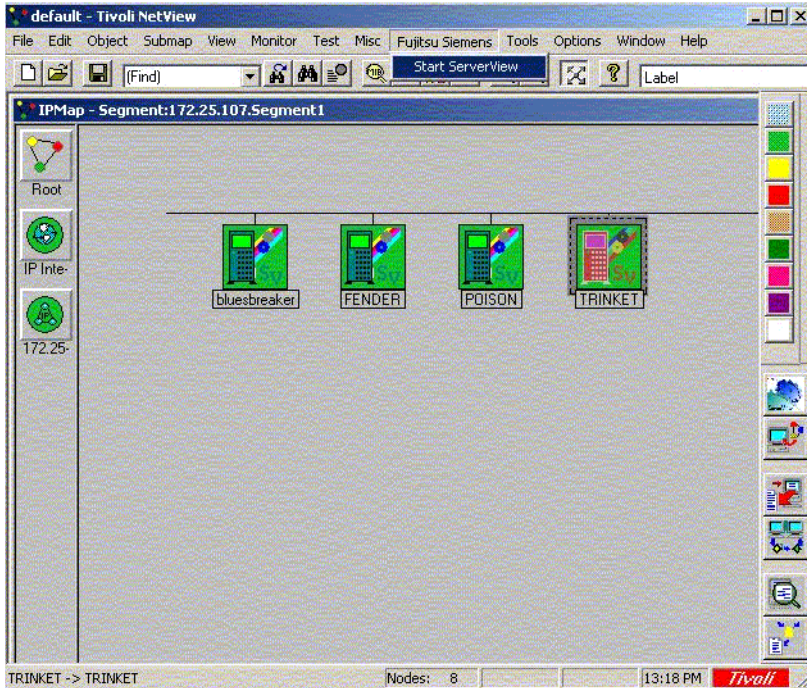 default - Tivoli NetView
File Edit Object Submap View Monitor Test Misc Fujitsu Siemens Tools Options Window Help
Start ServerView
(Find)
Label
IPMap - Segment:172.25.107.Segment1
Root
IP Inte-
172.25-
bluesbreaker
FENDER
POISON
TRINKET
TRINKET -> TRINKET
Nodes: 8
13:18 PM
Tivoli